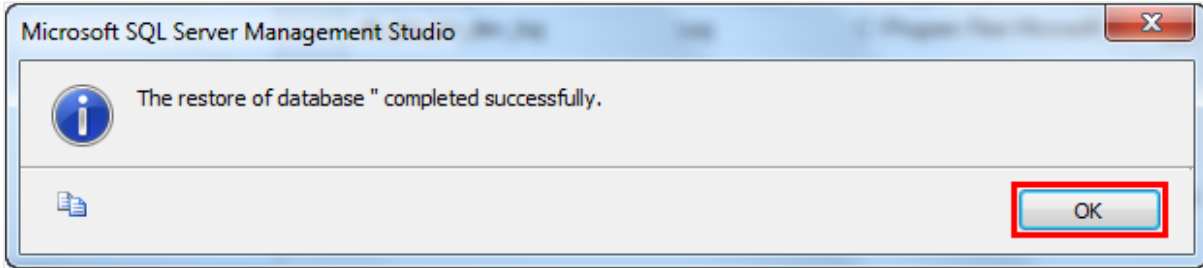 Microsoft SQL Server Management Studio
The restore of database " completed successfully.
OK